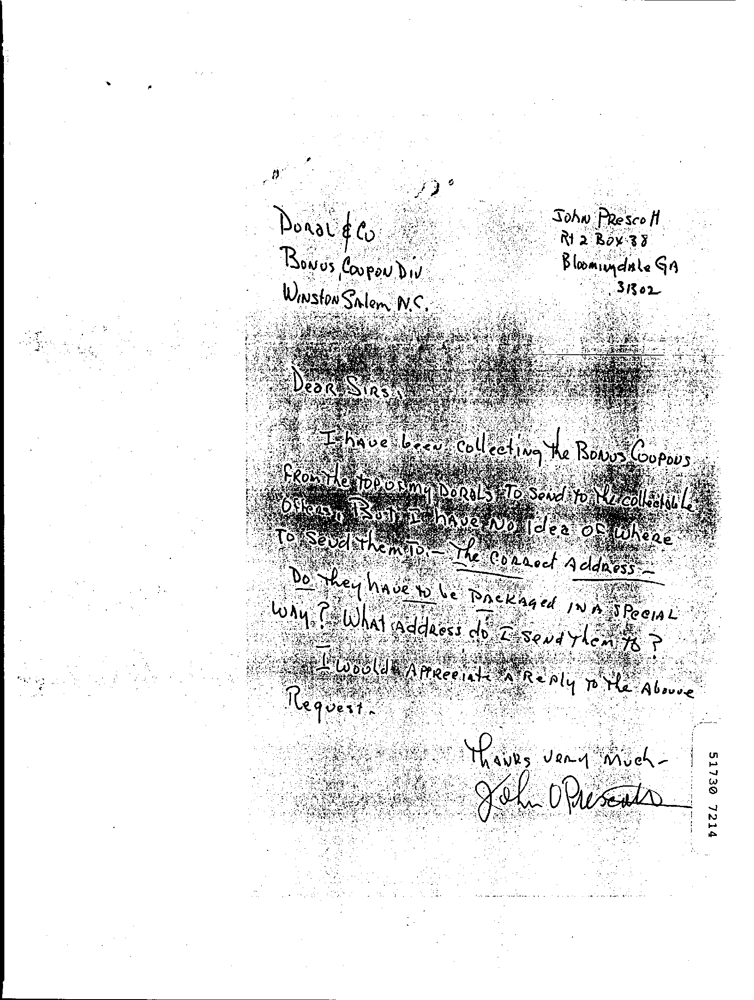 Doral & Co
Bonus Coupon Div
Winston Salem N.C.
John Prescott
Rt 2 Box 38
Bloomingdale GA
31302
Dear Sirs,
I have been collecting the Bonus Coupons
From the top of my Dorals To Send to the collectable
Offers, But I have No Idea Of where
To Send them To. — The correct Address —
Do they have to be Packaged IN A SPECIAL
WAY? What Address do I send them to?
I would Appreciate A Reply To the Abouve
Request.
Thanks very Much -
John O Prescott
51730 7214